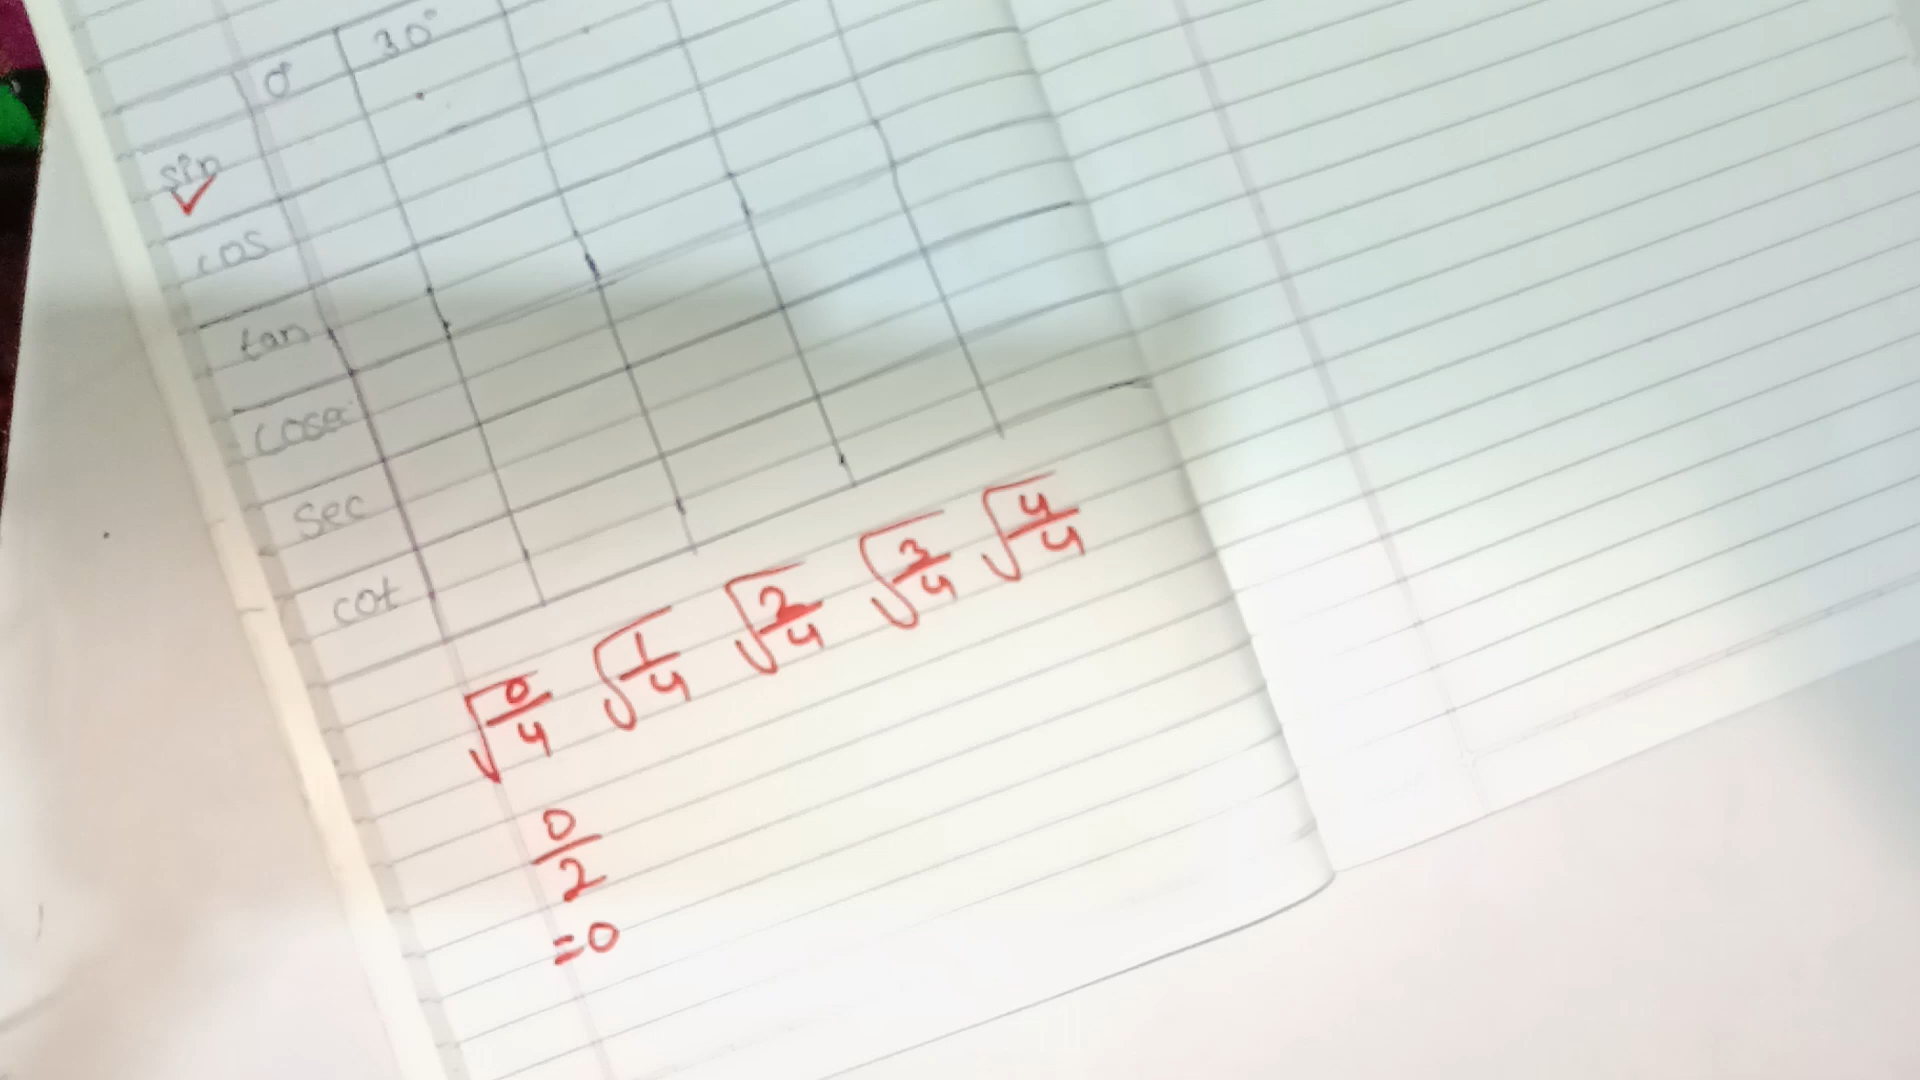 0° 30°
sin
cos
tan
cosec
sec
cot
√0/4 √1/4 √2/4 √3/4 √4/4
0/2
=0